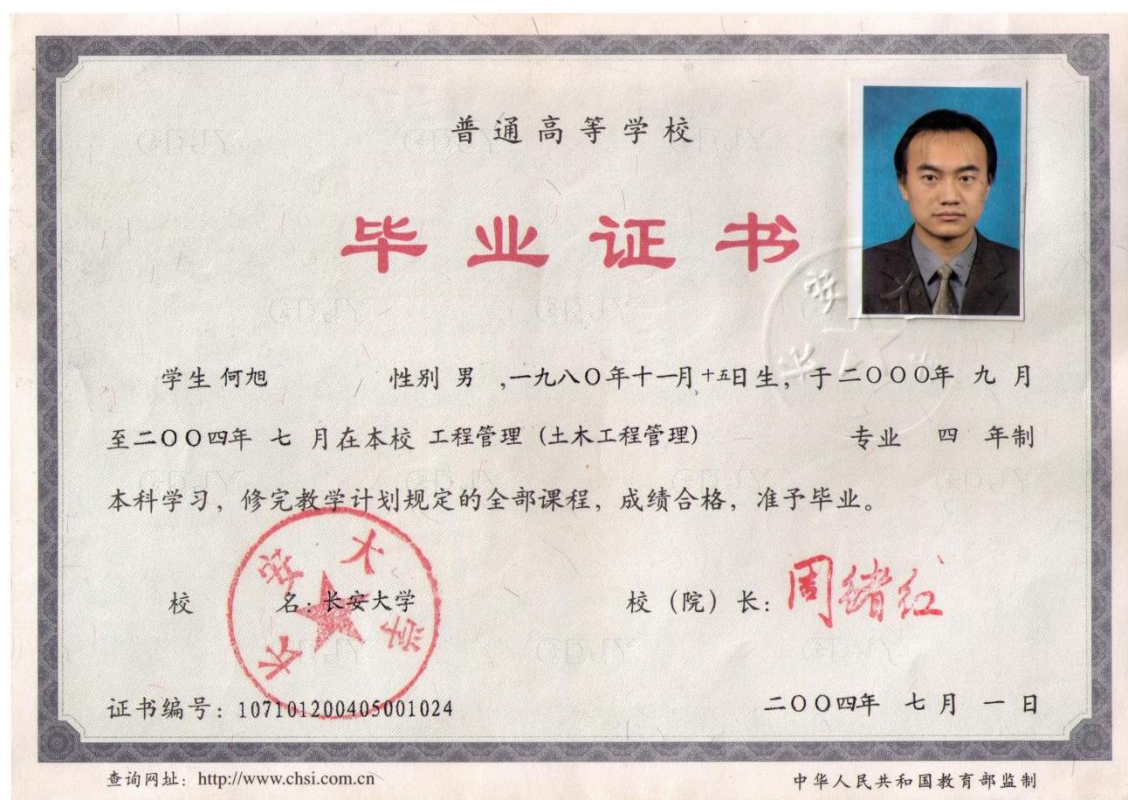 普通高等学校
毕业证书
学生 何旭 性别 男 ,一九八〇年十一月十五日生，于二〇〇〇年 九 月
至二〇〇四年 七 月在本校 工程管理 (土木工程管理) 专业 四 年制
本科学习，修完教学计划规定的全部课程，成绩合格，准予毕业。
长安大学
校 名：长安大学 校（院）长：周绪红
证书编号：107101200405001024 二〇〇四年 七 月 一 日
查询网址：http://www.chsi.com.cn 中华人民共和国教育部监制